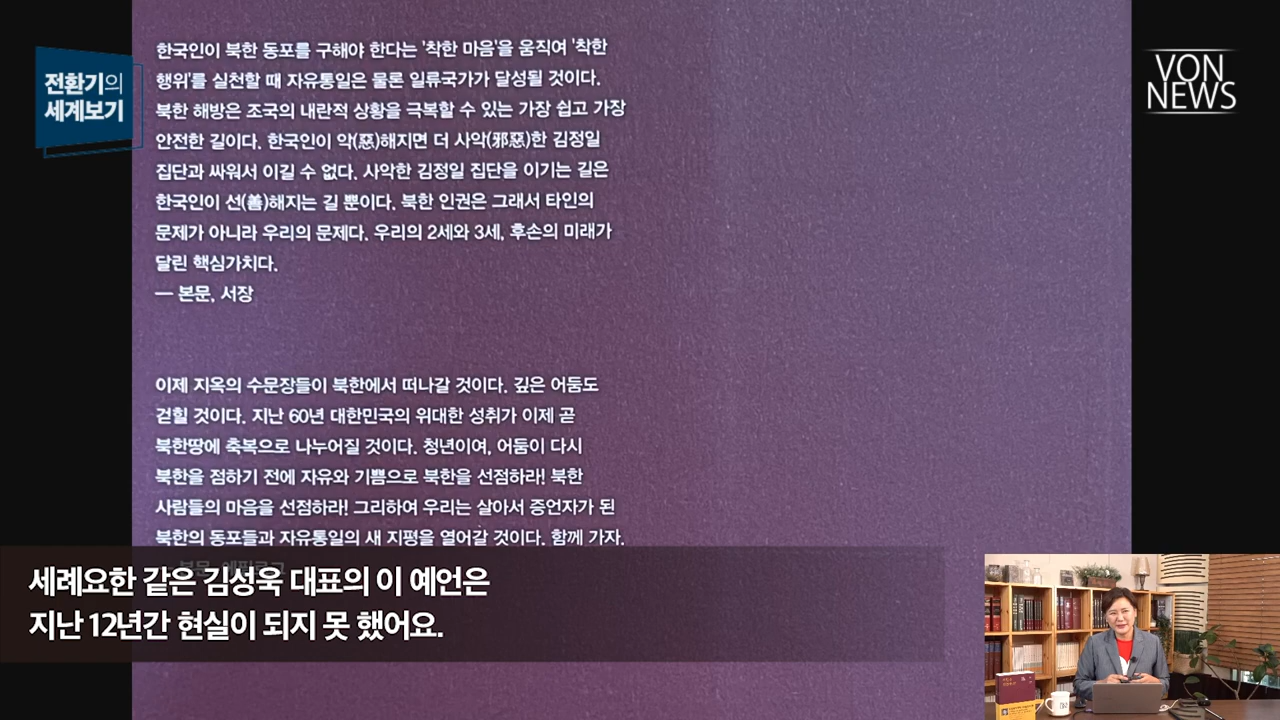 전환기의
세계보기
VON
NEWS
한국인이 북한 동포를 구해야 한다는 '착한 마음'을 움직여 '착한
행위'를 실천할 때 자유통일은 물론 일류국가가 달성될 것이다.
북한 해방은 조국의 내란적 상황을 극복할 수 있는 가장 쉽고 가장
안전한 길이다. 한국인이 악(惡)해지면 더 사악(邪惡)한 김정일
집단과 싸워서 이길 수 없다. 사악한 김정일 집단을 이기는 길은
한국인이 선(善)해지는 길 뿐이다. 북한 인권은 그래서 타인의
문제가 아니라 우리의 문제다. 우리의 2세와 3세, 후손의 미래가
달린 핵심가치다.
— 본문, 서장
이제 지옥의 수문장들이 북한에서 떠나갈 것이다. 깊은 어둠도
걷힐 것이다. 지난 60년 대한민국의 위대한 성취가 이제 곧
북한땅에 축복으로 나누어질 것이다. 청년이여, 어둠이 다시
북한을 점하기 전에 자유와 기쁨으로 북한을 선점하라! 북한
사람들의 마음을 선점하라! 그리하여 우리는 살아서 증언자가 된
북한의 동포들과 자유통일의 새 지평을 열어갈 것이다. 함께 가자.
본문, 에필로그
세례요한 같은 김성욱 대표의 이 예언은
지난 12년간 현실이 되지 못 했어요.